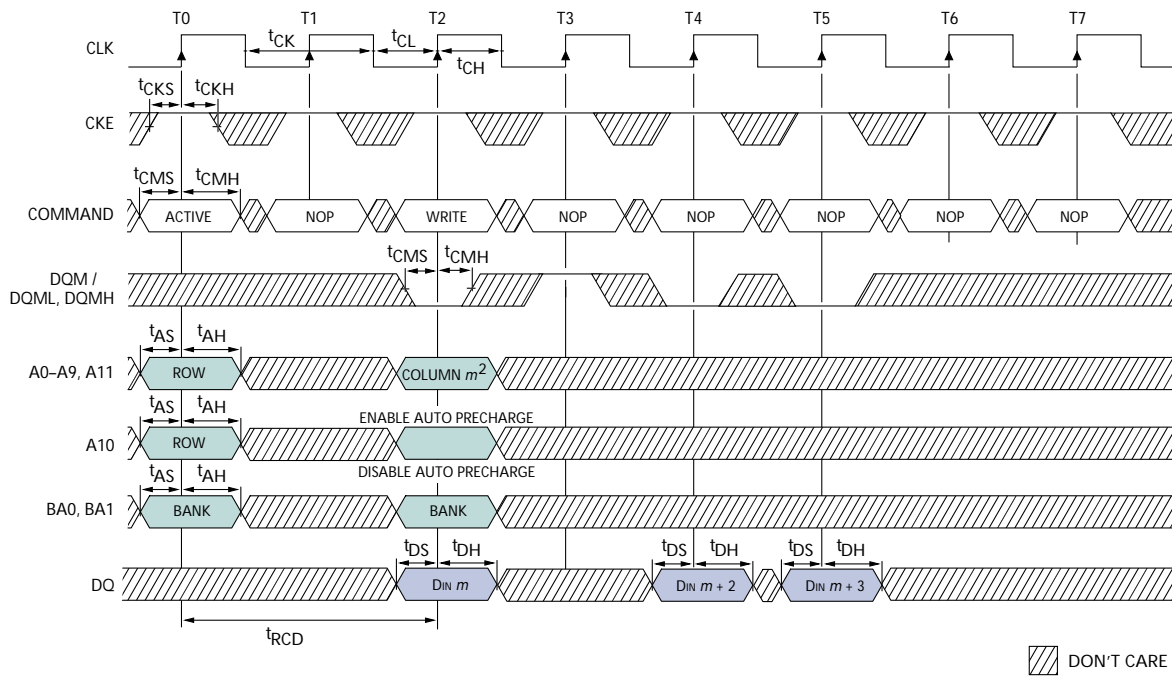 T0 T1 T2 T3 T4 T5 T6 T7
CLK
tCK tCL
tCH
tCKS tCKH
CKE
tCMS tCMH
COMMAND ACTIVE NOP WRITE NOP NOP NOP NOP NOP
tCMS tCMH
DQM /
DQML, DQMH
tAS tAH
A0–A9, A11 ROW COLUMN m2
tAS tAH ENABLE AUTO PRECHARGE
A10 ROW
tAS tAH DISABLE AUTO PRECHARGE
BA0, BA1 BANK BANK
tDS tDH tDS tDH tDS tDH
DQ DIN m DIN m + 2 DIN m + 3
tRCD
DON'T CARE